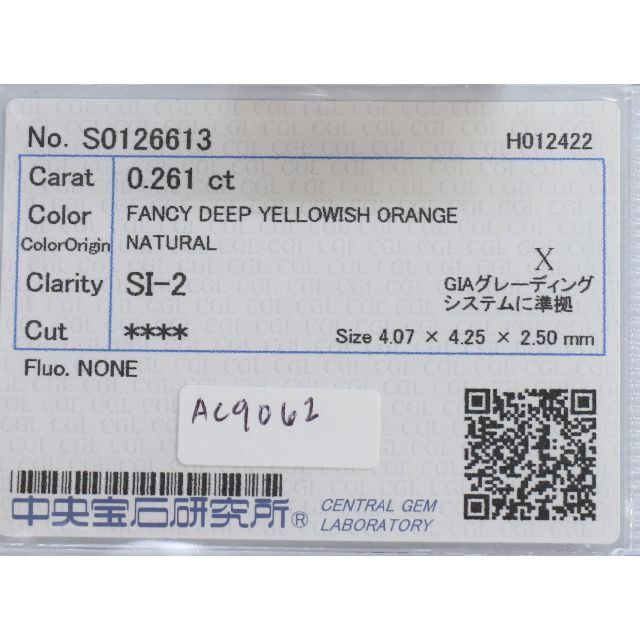 No. S0126613 H012422
Carat 0.261 ct
Color FANCY DEEP YELLOWISH ORANGE
ColorOrigin NATURAL
Clarity SI-2 X
GIAグレーディング
システムに準拠
Cut **** Size 4.07 × 4.25 × 2.50 mm
Fluo. NONE
AC9062
中央宝石研究所® CENTRAL GEM
LABORATORY